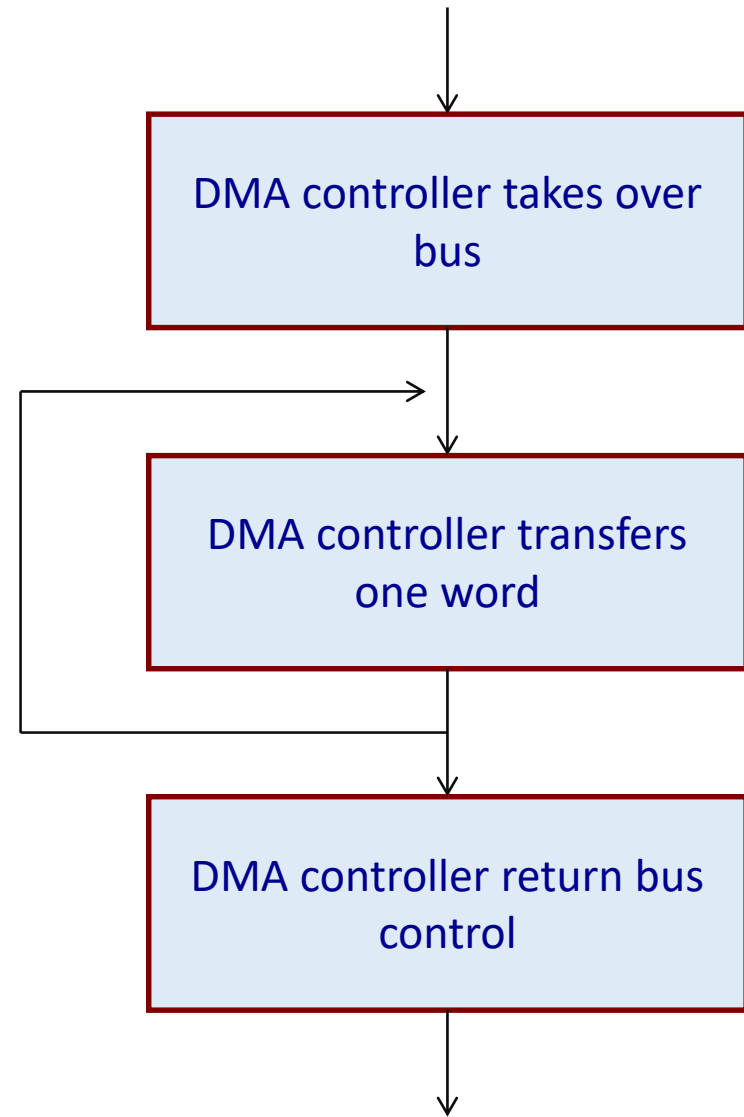 DMA controller takes over
bus
DMA controller transfers
one word
DMA controller return bus
control